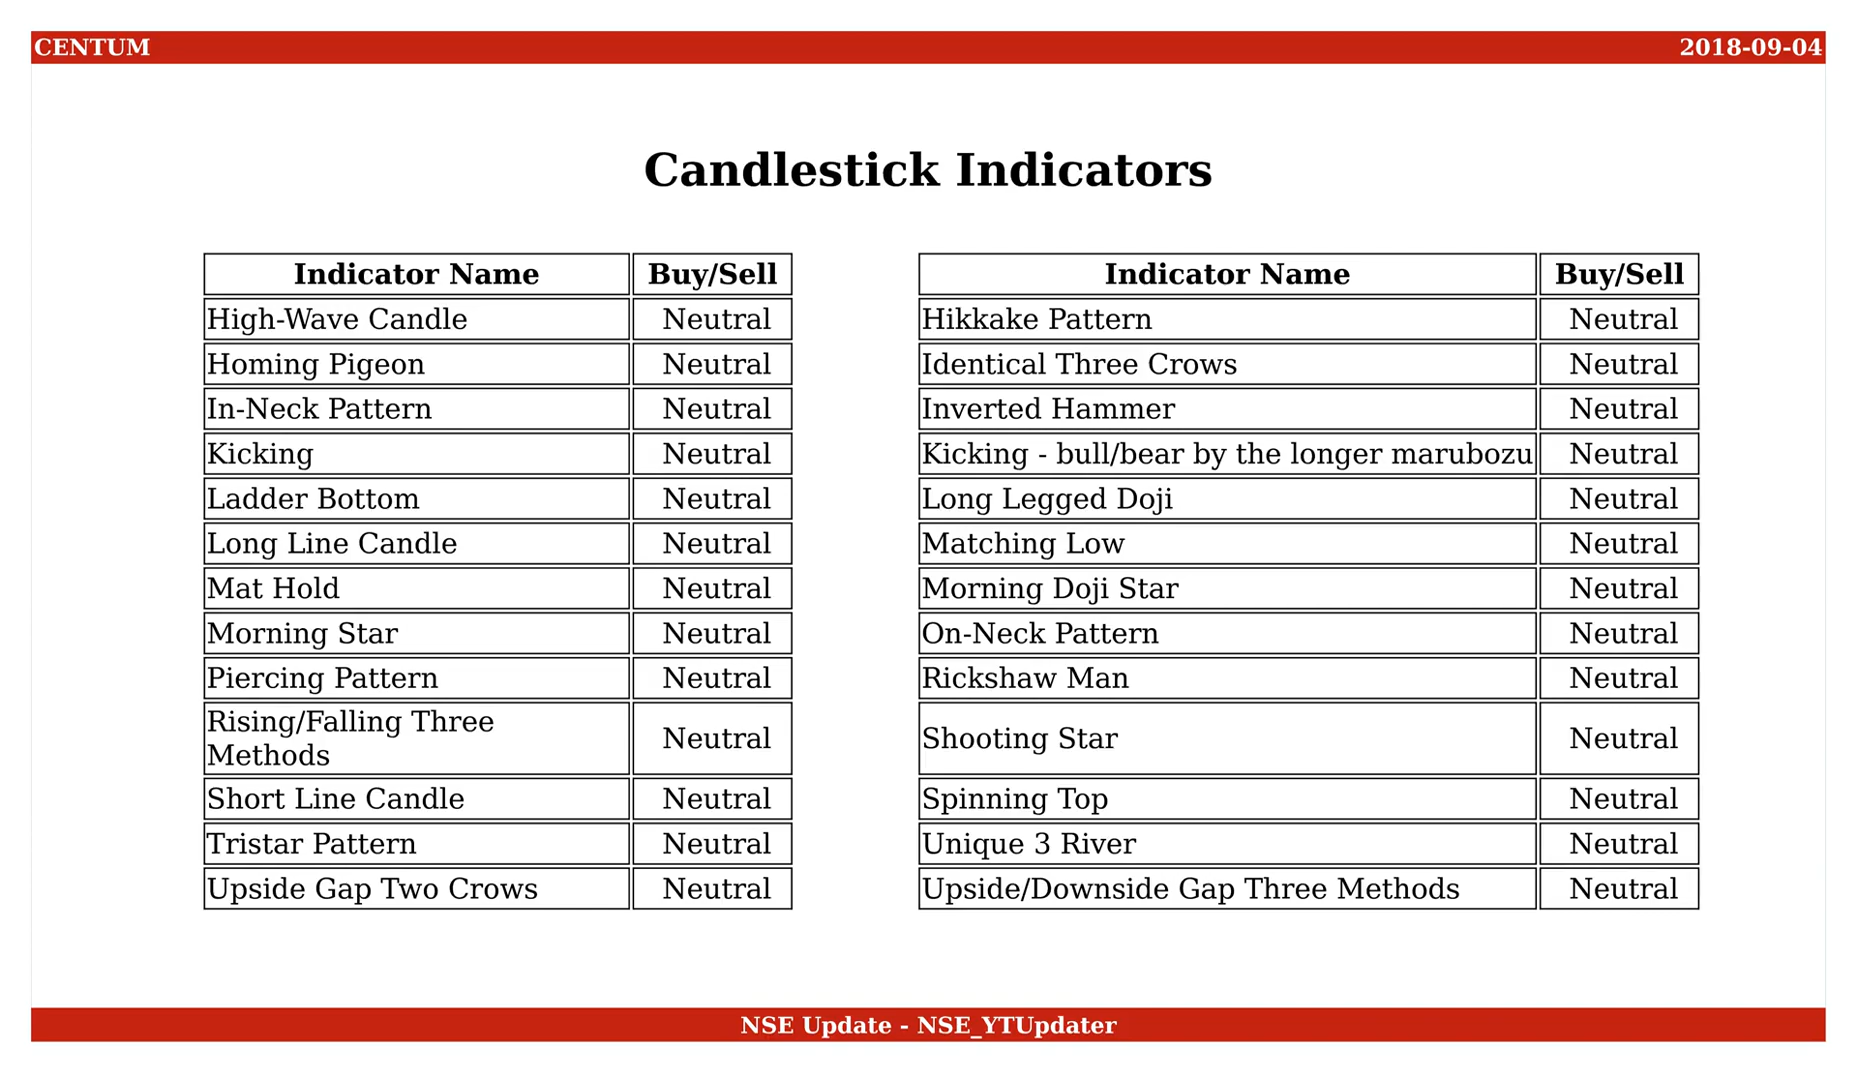 CENTUM
2018-09-04
Candlestick Indicators
Indicator Name Buy/Sell
High-Wave Candle Neutral
Homing Pigeon Neutral
In-Neck Pattern Neutral
Kicking Neutral
Ladder Bottom Neutral
Long Line Candle Neutral
Mat Hold Neutral
Morning Star Neutral
Piercing Pattern Neutral
Rising/Falling Three
Methods Neutral
Short Line Candle Neutral
Tristar Pattern Neutral
Upside Gap Two Crows Neutral
Indicator Name Buy/Sell
Hikkake Pattern Neutral
Identical Three Crows Neutral
Inverted Hammer Neutral
Kicking - bull/bear by the longer marubozu Neutral
Long Legged Doji Neutral
Matching Low Neutral
Morning Doji Star Neutral
On-Neck Pattern Neutral
Rickshaw Man Neutral
Shooting Star Neutral
Spinning Top Neutral
Unique 3 River Neutral
Upside/Downside Gap Three Methods Neutral
NSE Update - NSE_YTUpdater